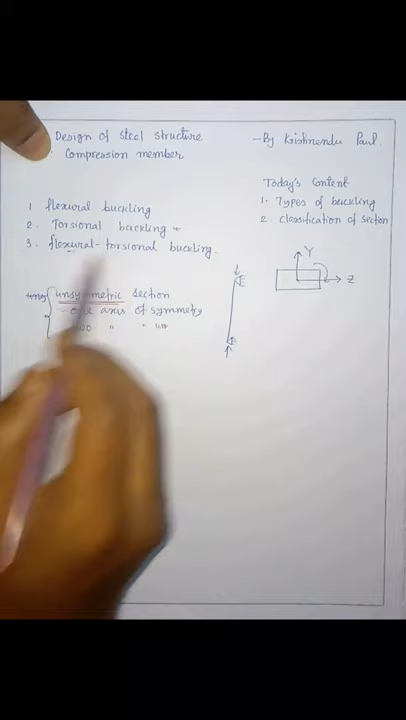 Design of steel structure
Compression member
- By Krishnendu Paul.
Today's Content
1. Types of buckling
2. Classification of section
1 flexural buckling
2. Torsional buckling
3. flexural-torsional buckling.
Y
Z
unsymmetric section
one axis of symmetry
" "